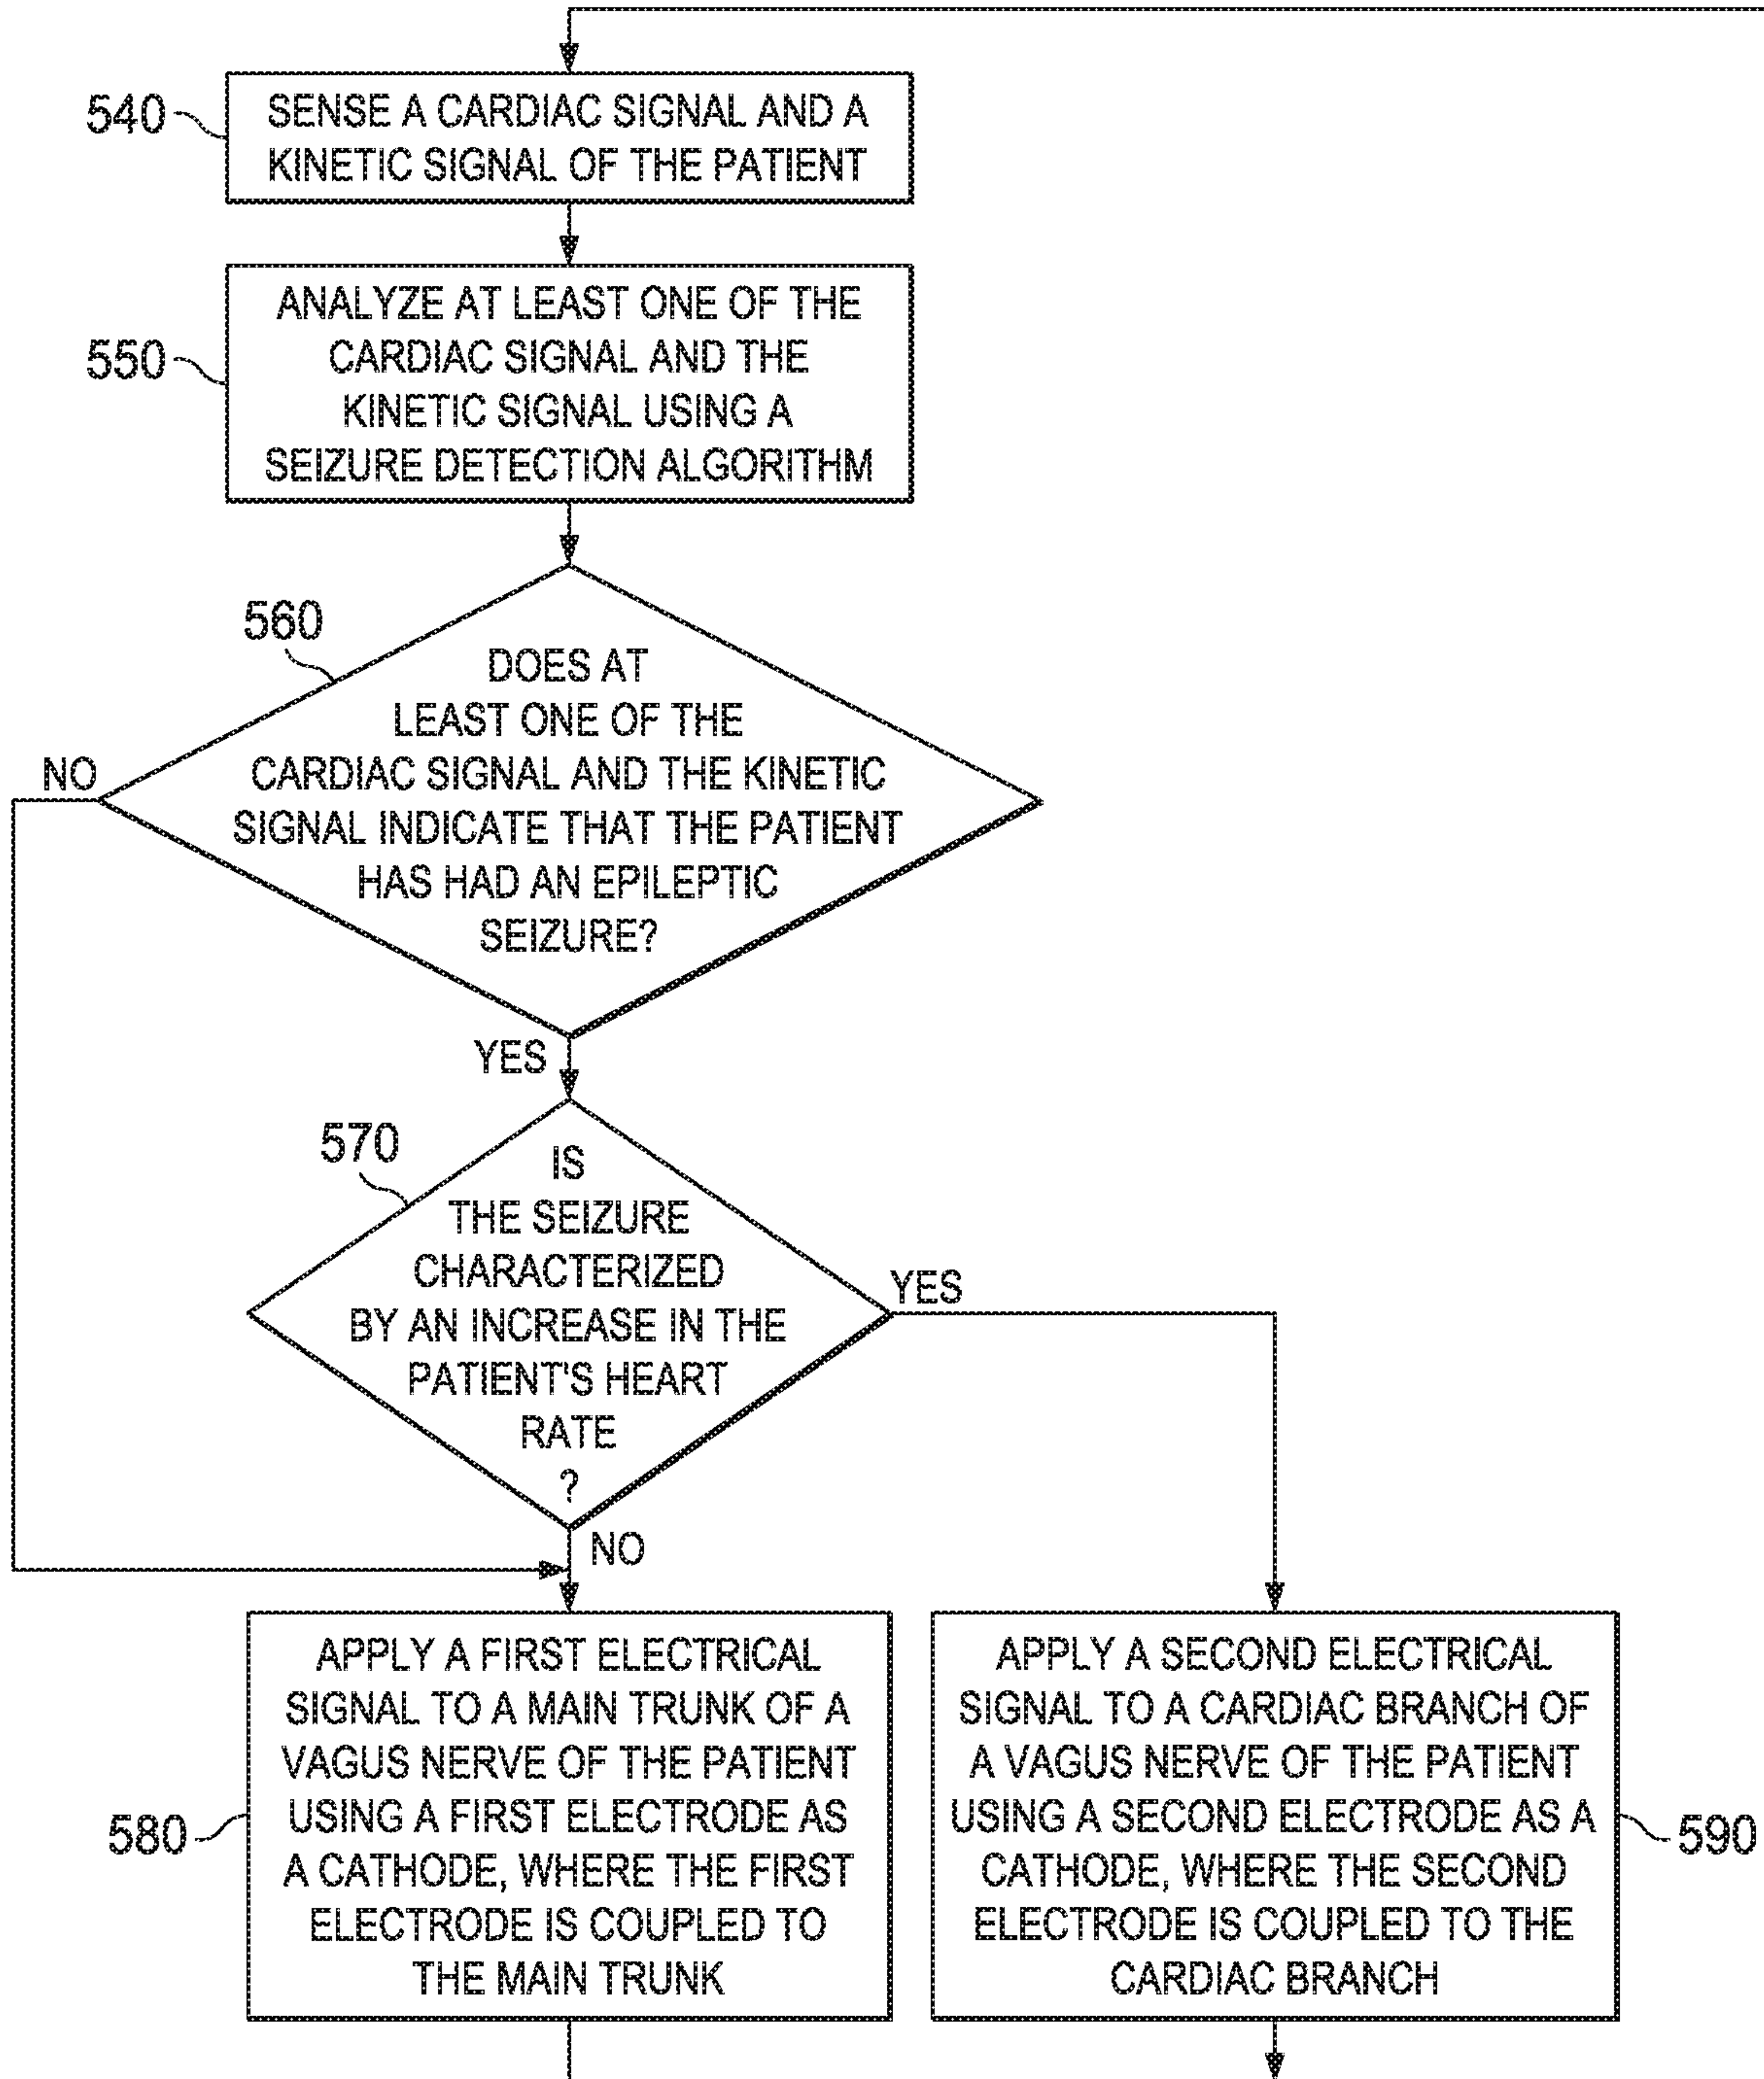 540
SENSE A CARDIAC SIGNAL AND A
KINETIC SIGNAL OF THE PATIENT
550
ANALYZE AT LEAST ONE OF THE
CARDIAC SIGNAL AND THE
KINETIC SIGNAL USING A
SEIZURE DETECTION ALGORITHM
560
DOES AT
LEAST ONE OF THE
CARDIAC SIGNAL AND THE KINETIC
SIGNAL INDICATE THAT THE PATIENT
HAS HAD AN EPILEPTIC
SEIZURE?
NO
YES
570
IS
THE SEIZURE
CHARACTERIZED
BY AN INCREASE IN THE
PATIENT'S HEART
RATE
?
YES
NO
580
APPLY A FIRST ELECTRICAL
SIGNAL TO A MAIN TRUNK OF A
VAGUS NERVE OF THE PATIENT
USING A FIRST ELECTRODE AS
A CATHODE, WHERE THE FIRST
ELECTRODE IS COUPLED TO
THE MAIN TRUNK
APPLY A SECOND ELECTRICAL
SIGNAL TO A CARDIAC BRANCH OF
A VAGUS NERVE OF THE PATIENT
USING A SECOND ELECTRODE AS A
CATHODE, WHERE THE SECOND
ELECTRODE IS COUPLED TO THE
CARDIAC BRANCH
590